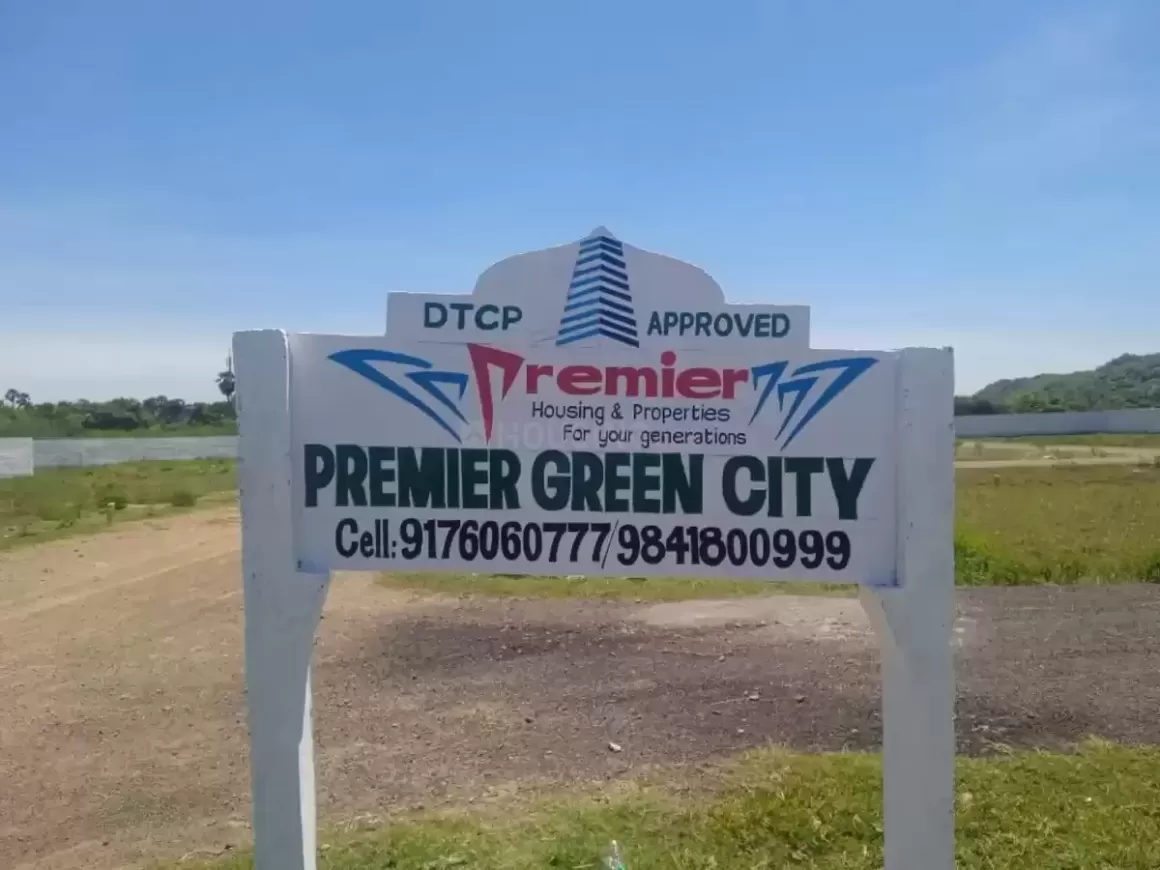 DTCP APPROVED
Premier
Housing & Properties
For your generations
PREMIER GREEN CITY
Cell: 9176060777/9841800999